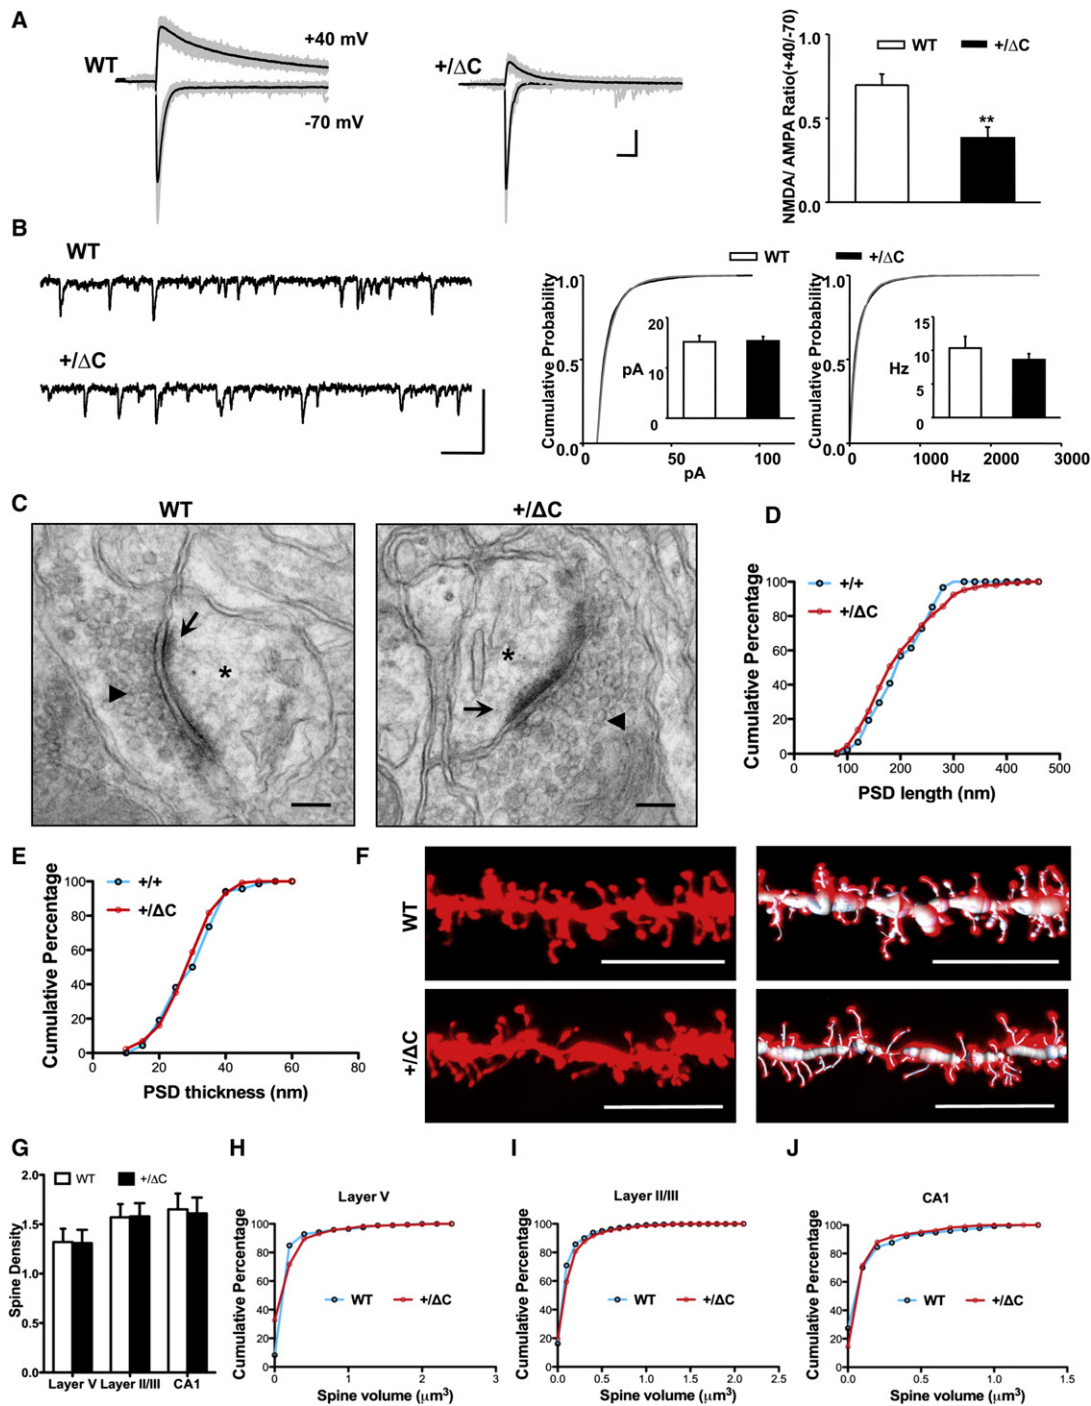 A
WT
+40 mV
-70 mV
+/ΔC
NMDA/ AMPA Ratio(+40/-70)
1.0
0.5
0.0
WT
+/ΔC
**
B
WT
+/ΔC
WT
+/ΔC
Cumulative Probability
1.0
0.5
0.0
50
100
pA
20
10
0
pA
Cumulative Probability
1.0
0.5
0.0
0
1000
2000
3000
Hz
15
10
5
0
Hz
C
WT
+/ΔC
*
*
D
+/+
+/ΔC
Cumulative Percentage
100
80
60
40
20
0
0
100
200
300
400
500
PSD length (nm)
E
+/+
+/ΔC
Cumulative Percentage
100
80
60
40
20
0
0
20
40
60
80
PSD thickness (nm)
F
WT
+/ΔC
G
WT
+/ΔC
Spine Density
2.0
1.5
1.0
0.5
0.0
Layer V
Layer II/III
CA1
H
Layer V
Cumulative Percentage
100
80
60
40
20
0
WT
+/ΔC
0
1
2
3
Spine volume (μm³)
I
Layer II/III
Cumulative Percentage
100
80
60
40
20
0
WT
+/ΔC
0.0
0.5
1.0
1.5
2.0
2.5
Spine volume (μm³)
J
CA1
Cumulative Percentage
100
80
60
40
20
0
WT
+/ΔC
0.0
0.5
1.0
1.5
Spine volume (μm³)